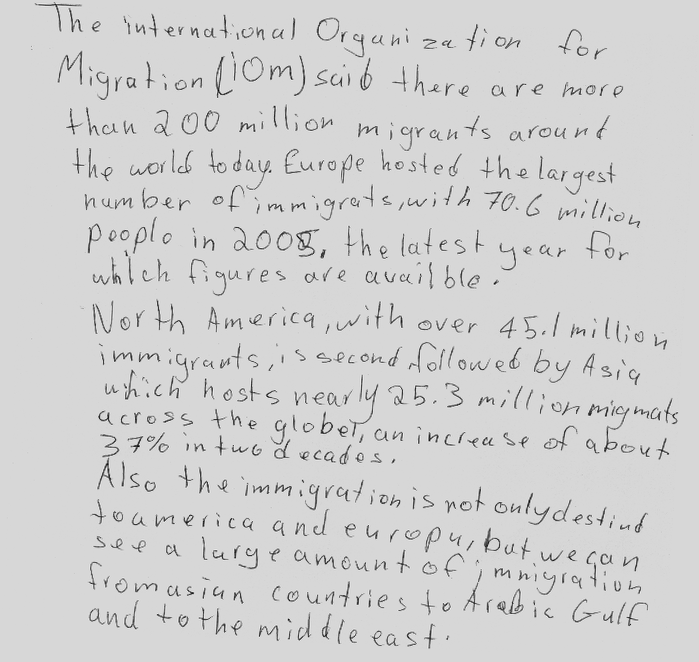 The international Organization for
Migration (iOm) said there are more
than 200 million migrants around
the world today. Europe hosted the largest
number of immigrats, with 70.6 million
pooplo in 2005, the latest year for
which figures are availble.
North America, with over 45.1 million
immigrants, is second followed by Asia
which hosts nearly 25.3 million migmats
across the globeT, an increase of about
37% in two decados.
Also the immigration is not only destind
to america and europu, but we can
see a large amount of immigration
from asian countries to Arabic Gulf
and to the middle east.